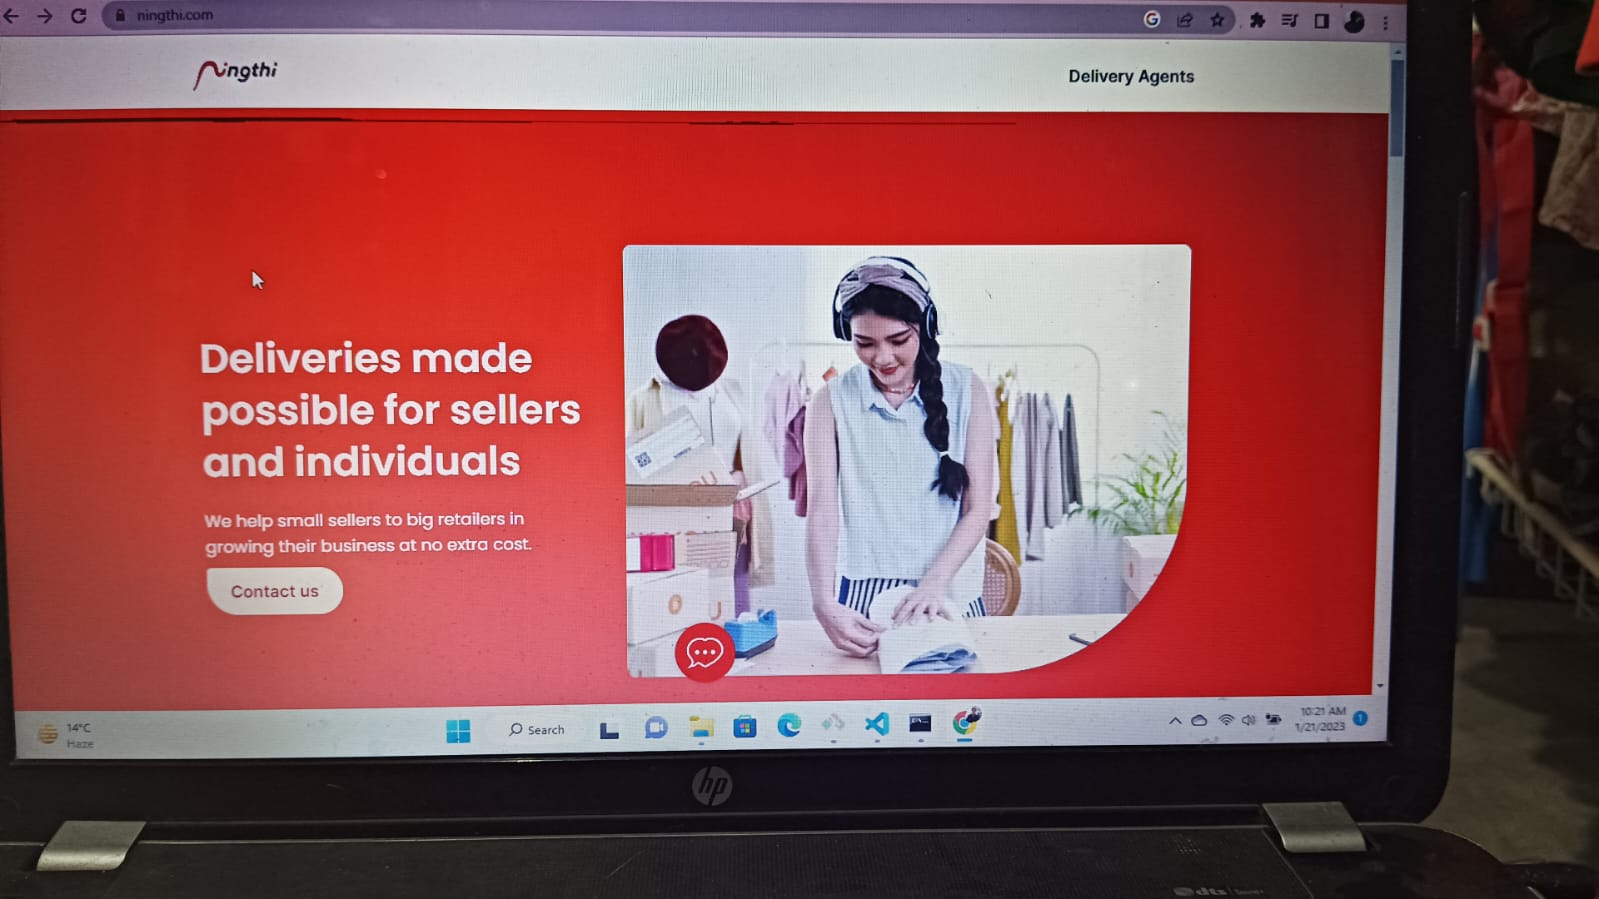 ningthi.com
Ningthi
Delivery Agents
Deliveries made
possible for sellers
and individuals
We help small sellers to big retailers in
growing their business at no extra cost.
Contact us
14°C
Haze
Search
10:21 AM
1/21/2023
1
hp
dts